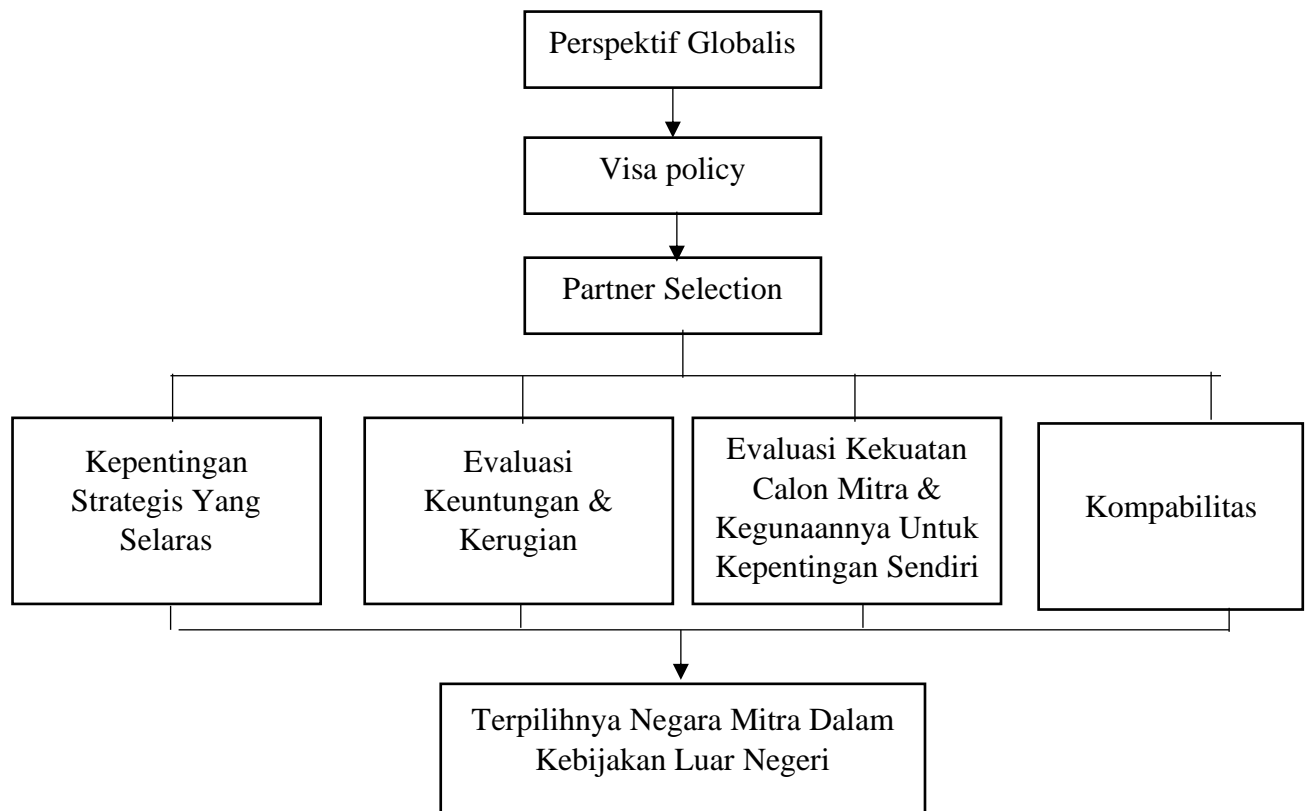 Perspektif Globalis
Visa policy
Partner Selection
Kepentingan
Strategis Yang
Selaras
Evaluasi
Keuntungan &
Kerugian
Evaluasi Kekuatan
Calon Mitra &
Kegunaannya Untuk
Kepentingan Sendiri
Kompabilitas
Terpilihnya Negara Mitra Dalam
Kebijakan Luar Negeri